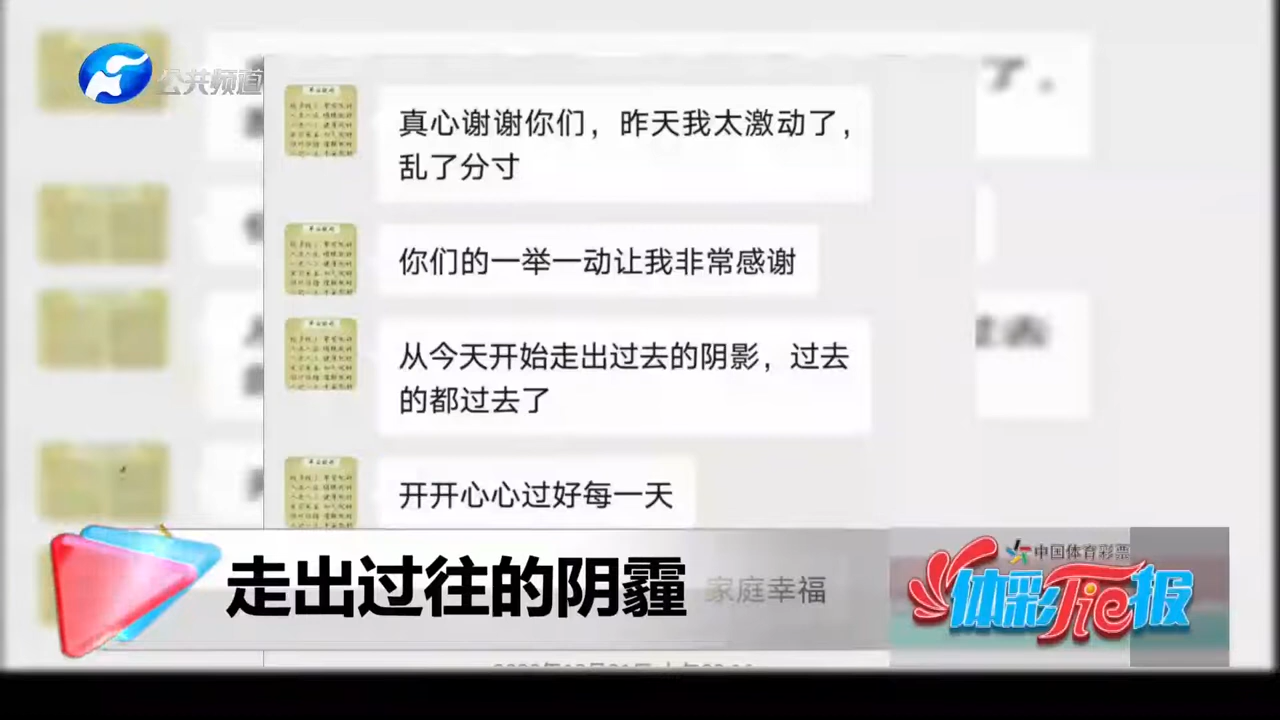 公共频道
真心谢谢你们，昨天我太激动了，
乱了分寸
你们的一举一动让我非常感谢
从今天开始走出过去的阴影，过去
的都过去了
开开心心过好每一天
走出过往的阴霾
家庭幸福
中国体育彩票
体彩Tie报